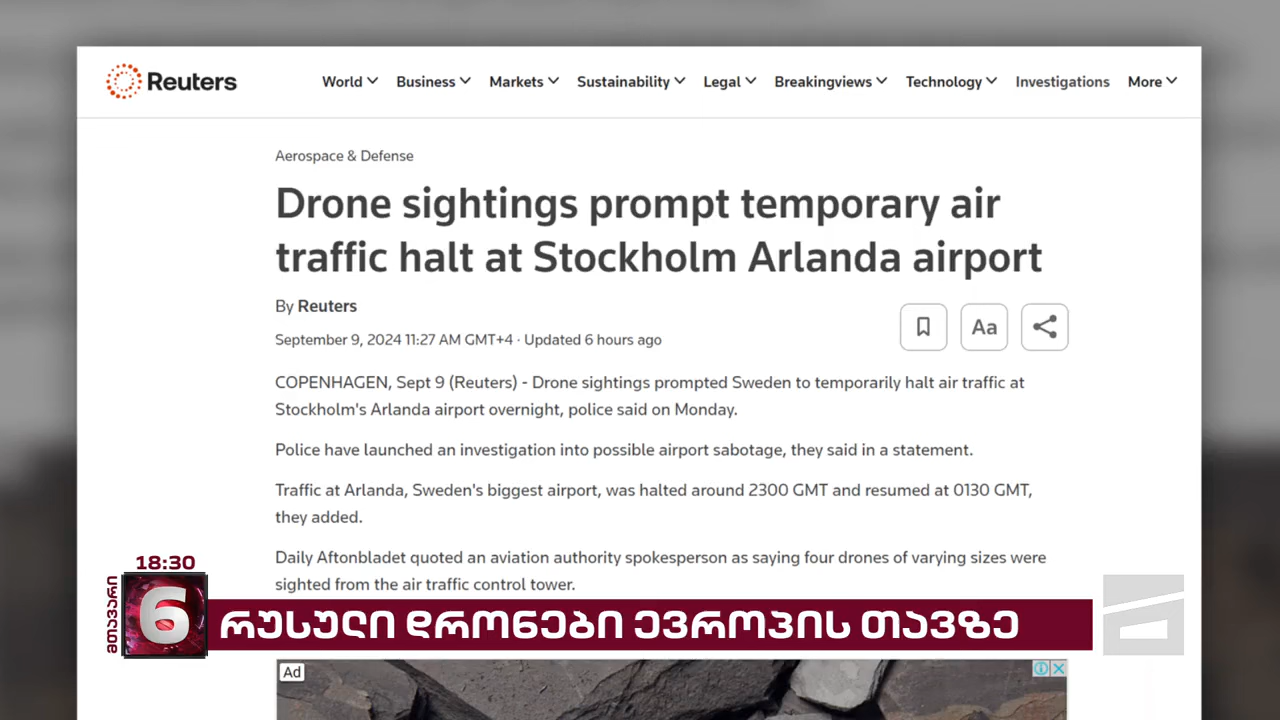 Reuters
World Business Markets Sustainability Legal Breakingviews Technology Investigations More
Aerospace & Defense
Drone sightings prompt temporary air
traffic halt at Stockholm Arlanda airport
By Reuters
September 9, 2024 11:27 AM GMT+4 · Updated 6 hours ago
Aa
COPENHAGEN, Sept 9 (Reuters) - Drone sightings prompted Sweden to temporarily halt air traffic at
Stockholm's Arlanda airport overnight, police said on Monday.
Police have launched an investigation into possible airport sabotage, they said in a statement.
Traffic at Arlanda, Sweden's biggest airport, was halted around 2300 GMT and resumed at 0130 GMT,
they added.
Daily Aftonbladet quoted an aviation authority spokesperson as saying four drones of varying sizes were
sighted from the air traffic control tower.
18:30
მთავარი
6
რუსული დრონები ევროპის თავზე
Ad